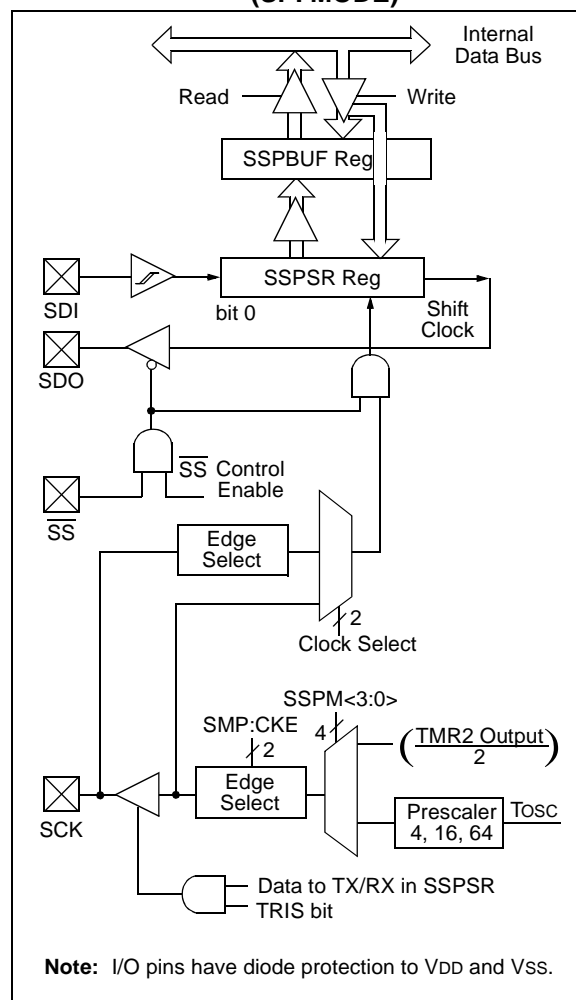 (SPI MODE)
Internal
Data Bus
Read
Write
SSPBUF Reg
SSPSR Reg
SDI
bit 0
Shift
Clock
SDO
SS Control
Enable
SS
Edge
Select
2
Clock Select
SSPM<3:0>
SMP:CKE
4
2
(TMR2 Output)
2
Edge
Select
SCK
Prescaler
4, 16, 64
TOSC
Data to TX/RX in SSPSR
TRIS bit
Note: I/O pins have diode protection to VDD and VSS.